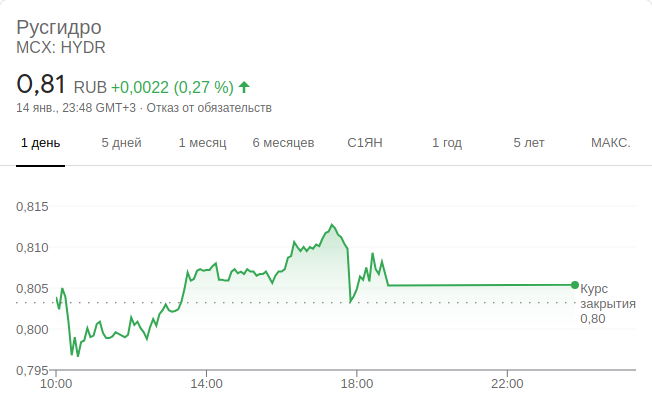 Русгидро
MCX: HYDR
0,81 RUB +0,0022 (0,27 %)
14 янв., 23:48 GMT+3 · Отказ от обязательств
1 день 5 дней 1 месяц 6 месяцев С1ЯН 1 год 5 лет МАКС.
0,815
0,810
0,805
0,800
0,795
Курс
закрытия
0,80
10:00 14:00 18:00 22:00